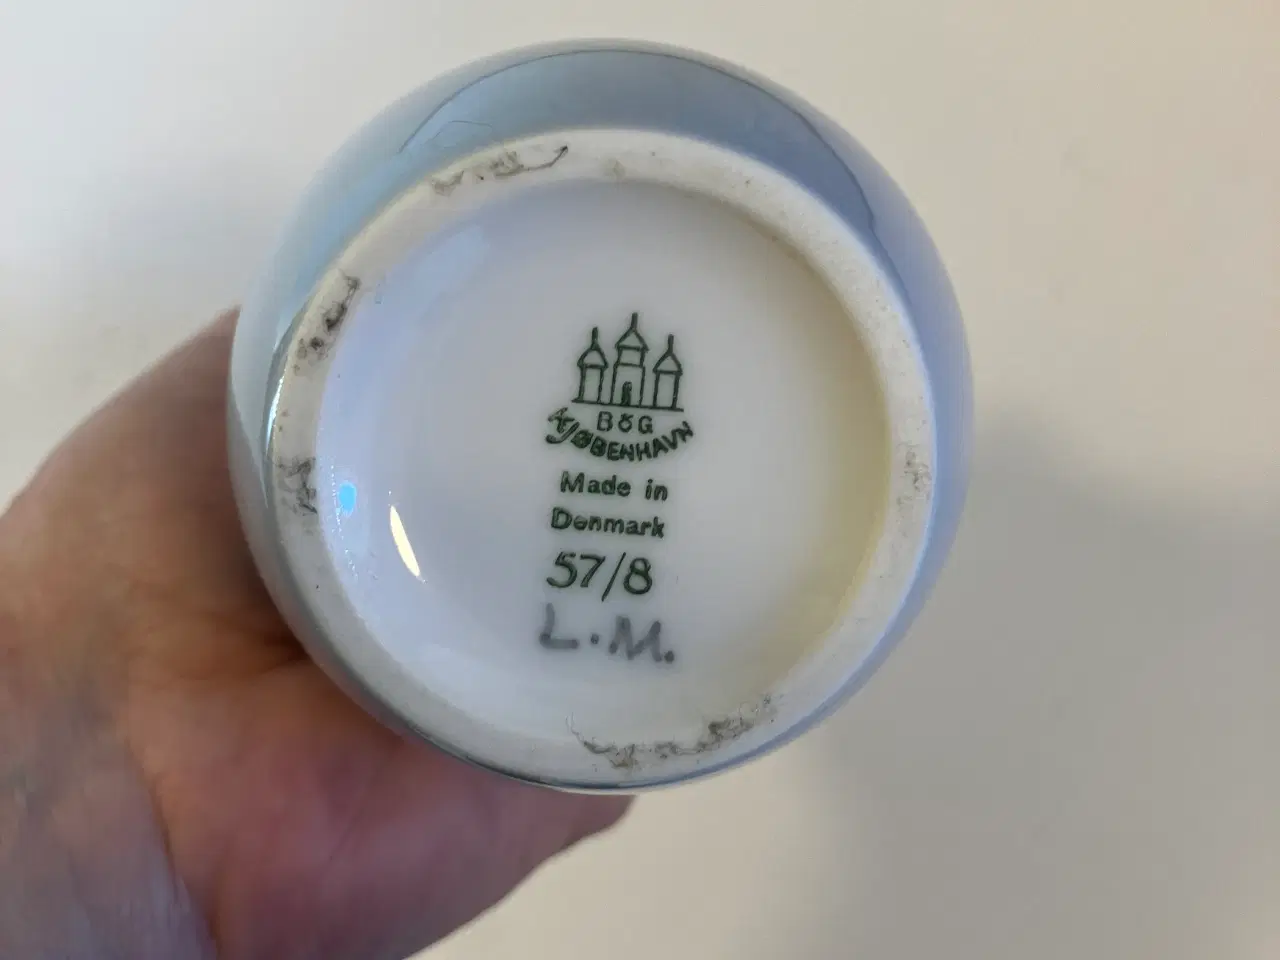 B&G
KJØBENHAVN
Made in
Denmark
57/8
L.M.